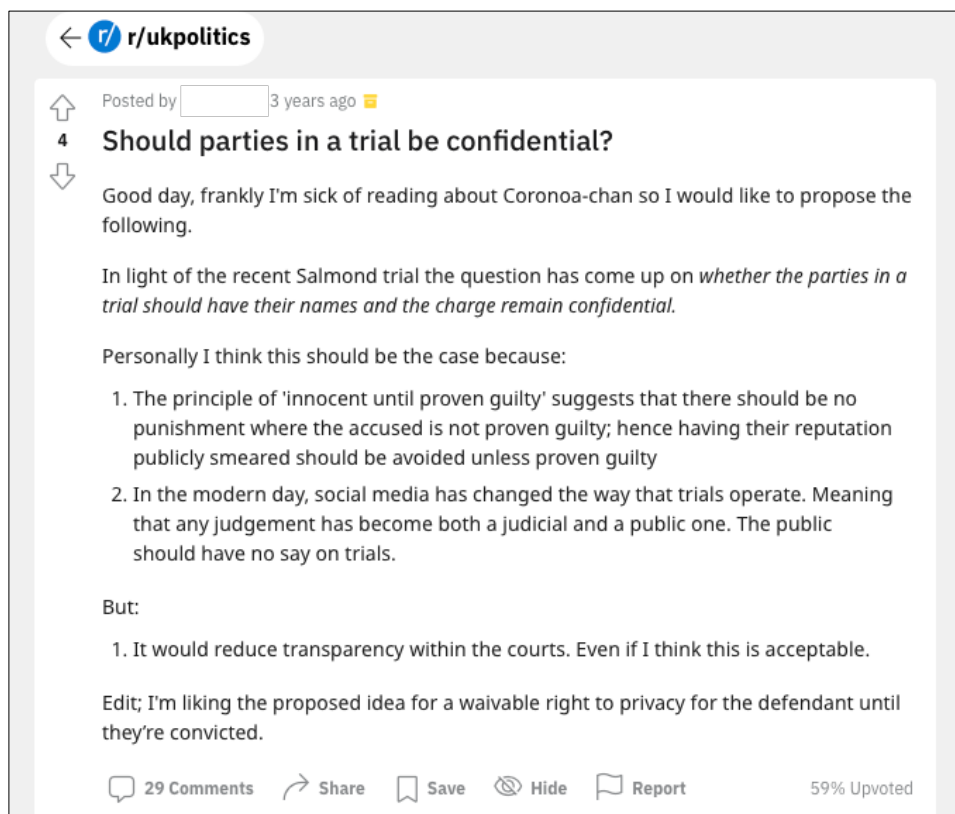 r/ r/ukpolitics
Posted by 3 years ago
4
Should parties in a trial be confidential?
Good day, frankly I'm sick of reading about Coronoa-chan so I would like to propose the
following.
In light of the recent Salmond trial the question has come up on whether the parties in a
trial should have their names and the charge remain confidential.
Personally I think this should be the case because:
1. The principle of 'innocent until proven guilty' suggests that there should be no
punishment where the accused is not proven guilty; hence having their reputation
publicly smeared should be avoided unless proven guilty
2. In the modern day, social media has changed the way that trials operate. Meaning
that any judgement has become both a judicial and a public one. The public
should have no say on trials.
But:
1. It would reduce transparency within the courts. Even if I think this is acceptable.
Edit; I'm liking the proposed idea for a waivable right to privacy for the defendant until
they’re convicted.
29 Comments Share Save Hide Report 59% Upvoted